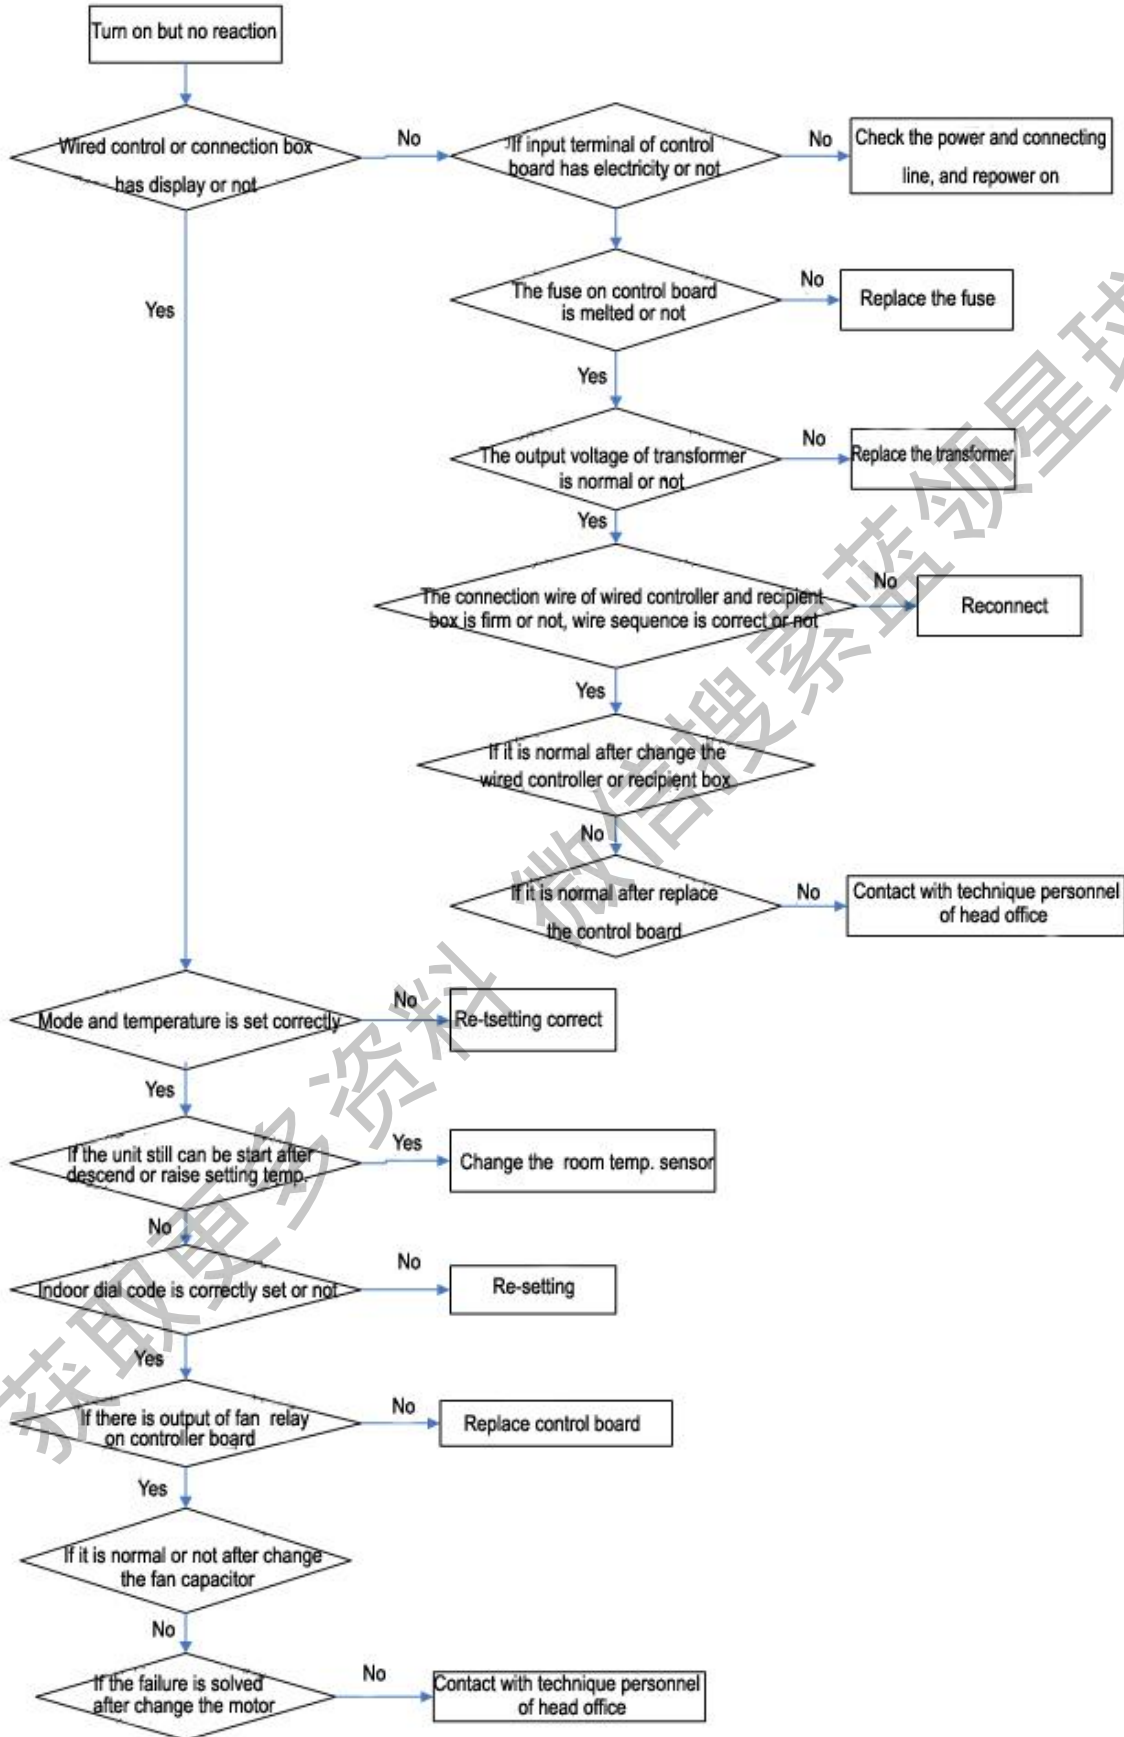 Turn on but no reaction
Wired control or connection box
has display or not
No
If input terminal of control
board has electricity or not
No
Check the power and connecting
line, and repower on
The fuse on control board
is melted or not
No
Replace the fuse
Yes
Yes
The output voltage of transformer
is normal or not
No
Replace the transformer
Yes
The connection wire of wired controller and recipient
box is firm or not, wire sequence is correct or not
No
Reconnect
Yes
If it is normal after change the
wired controller or recipient box
No
If it is normal after replace
the control board
No
Contact with technique personnel
of head office
Mode and temperature is set correctly
No
Re-tsetting correct
Yes
If the unit still can be start after
descend or raise setting temp.
Yes
Change the room temp. sensor
No
Indoor dial code is correctly set or not
No
Re-setting
Yes
If there is output of fan relay
on controller board
No
Replace control board
Yes
If it is normal or not after change
the fan capacitor
No
If the failure is solved
after change the motor
No
Contact with technique personnel
of head office
获取更多资料 微信搜索蓝领星球